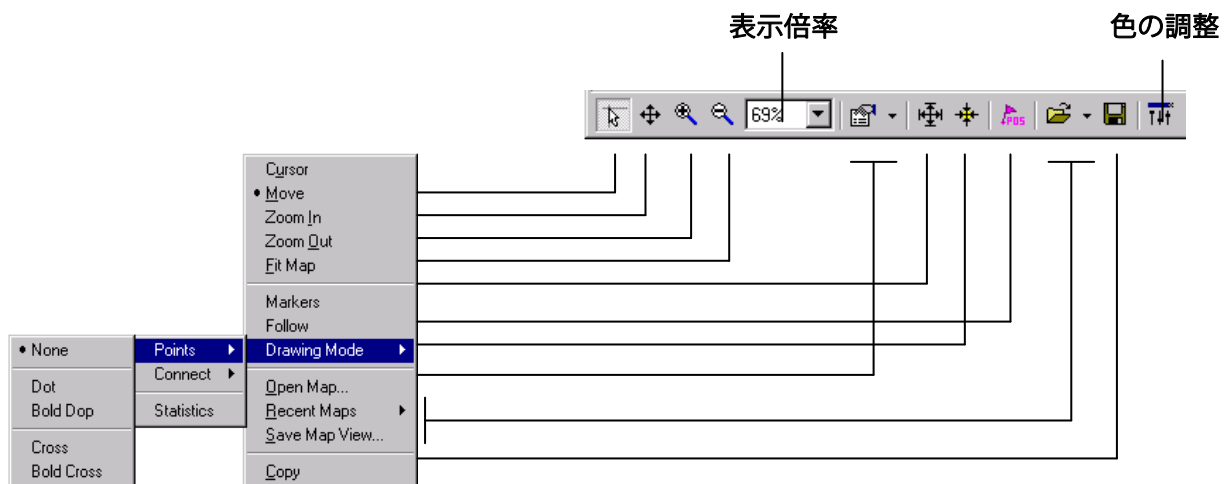 表示倍率
色の調整
69%
POS
Cursor
Move
Zoom In
Zoom Out
Fit Map
Markers
Follow
Drawing Mode
Open Map...
Recent Maps
Save Map View...
Copy
Points
Connect
Statistics
None
Dot
Bold Dop
Cross
Bold Cross